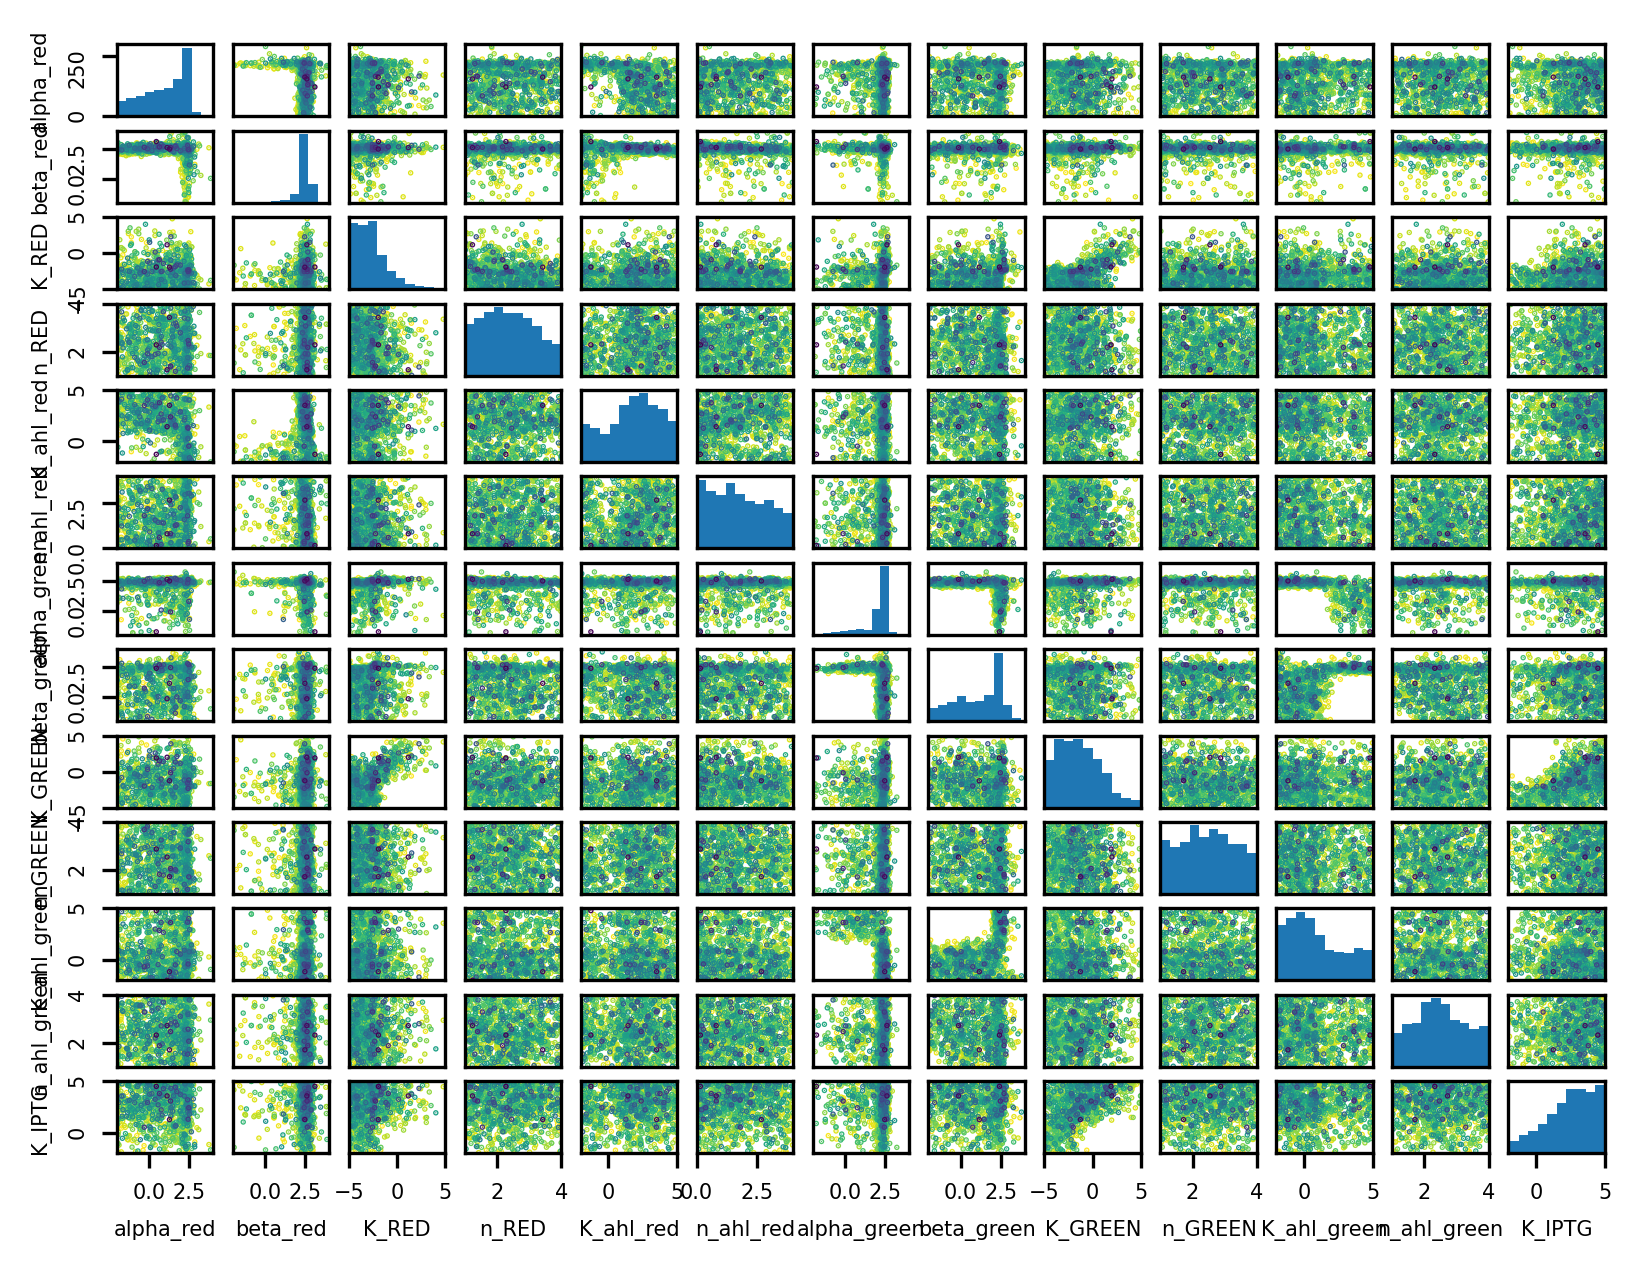 alpha_red
250
0
beta_red
0.02.5
K_RED
5
0
n_RED
45
2
K_ahl_red
5
0
n_ahl_red
2.5
0.0
alpha_green
0.02.5
beta_green
0.02.5
K_GREEN
5
0
n_GREEN
45
2
K_ahl_green
5
0
n_ahl_green
4
2
K_IPTG
5
0
0.0 2.5 0.0 2.5 −5 0 5 2 4 0 5 0.0 2.5 0.0 2.5 0.0 2.5 −5 0 5 2 4 0 5 2 4 0 5
alpha_red beta_red K_RED n_RED K_ahl_red n_ahl_red alpha_green beta_green K_GREEN n_GREEN K_ahl_green n_ahl_green K_IPTG